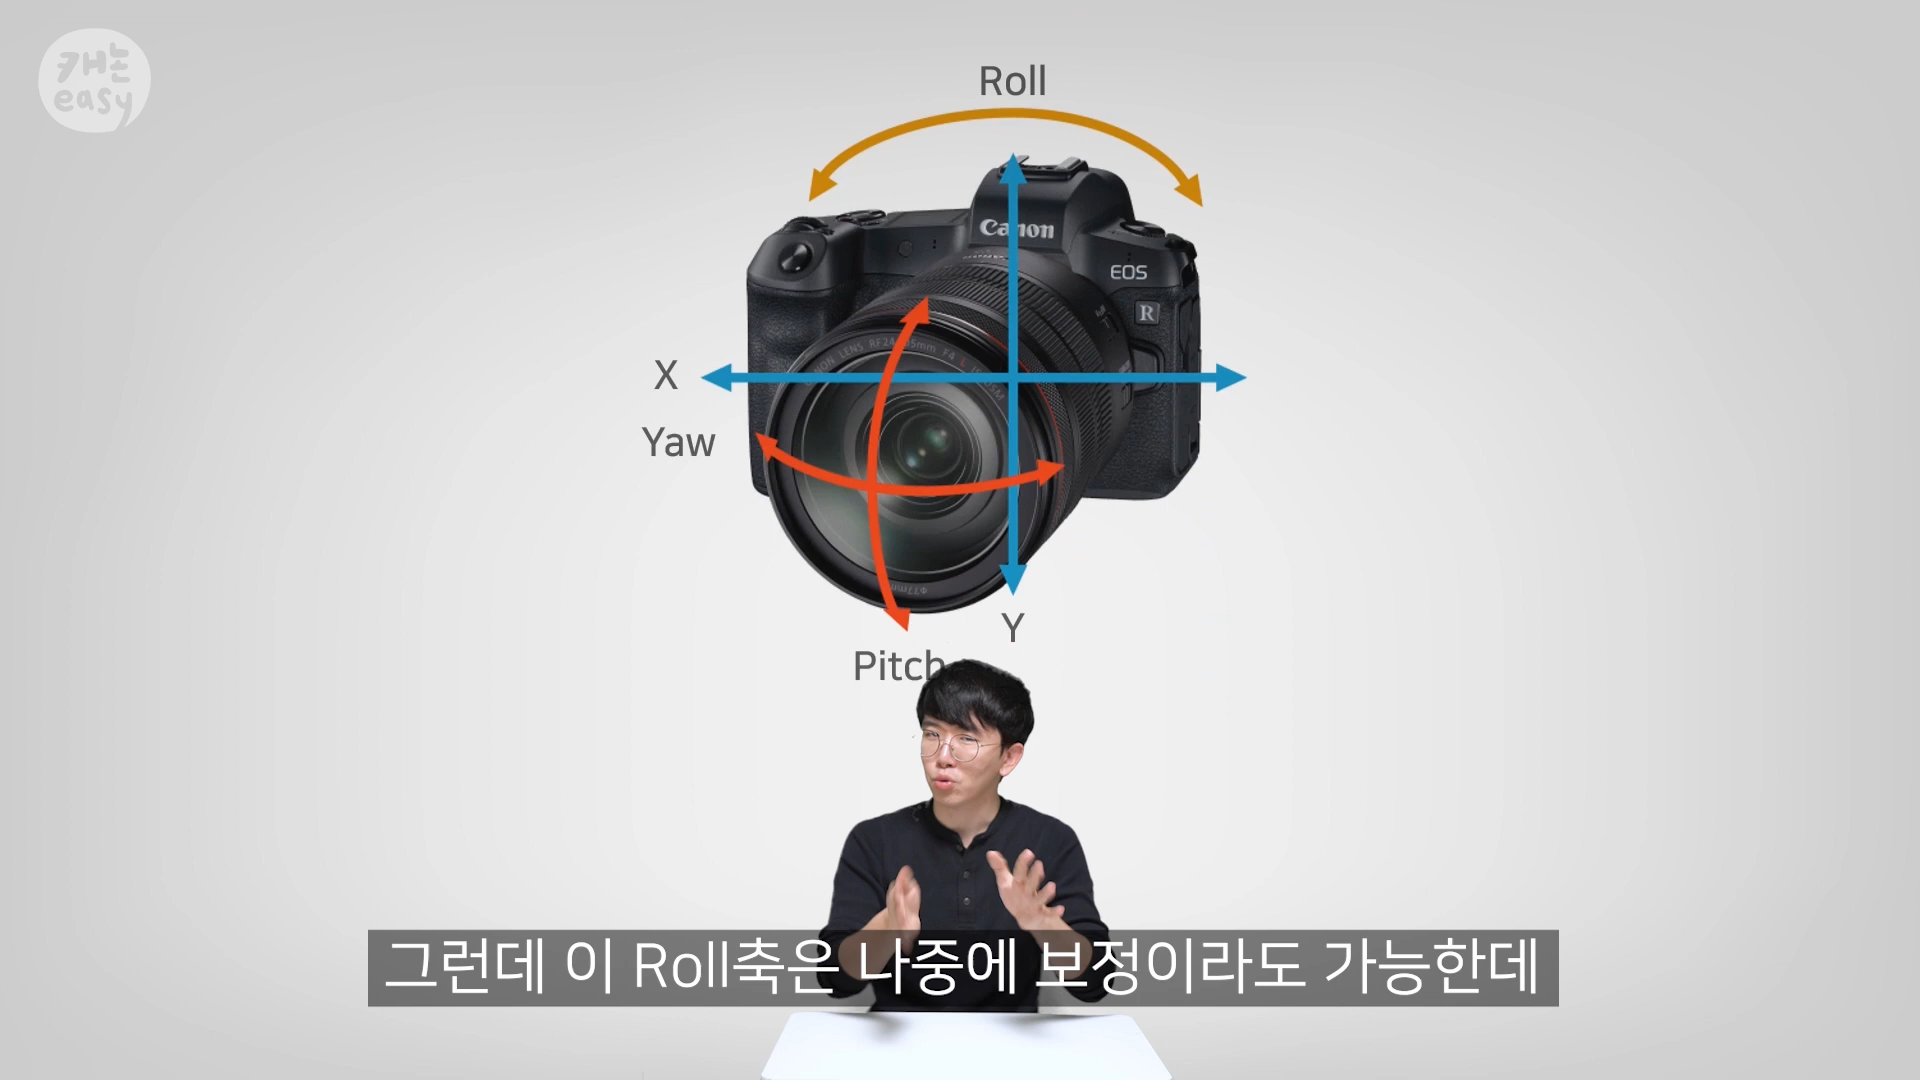 캐논
easy
Roll
Canon
EOS
R
X
Yaw
Y
Pitch
그런데 이 Roll축은 나중에 보정이라도 가능한데